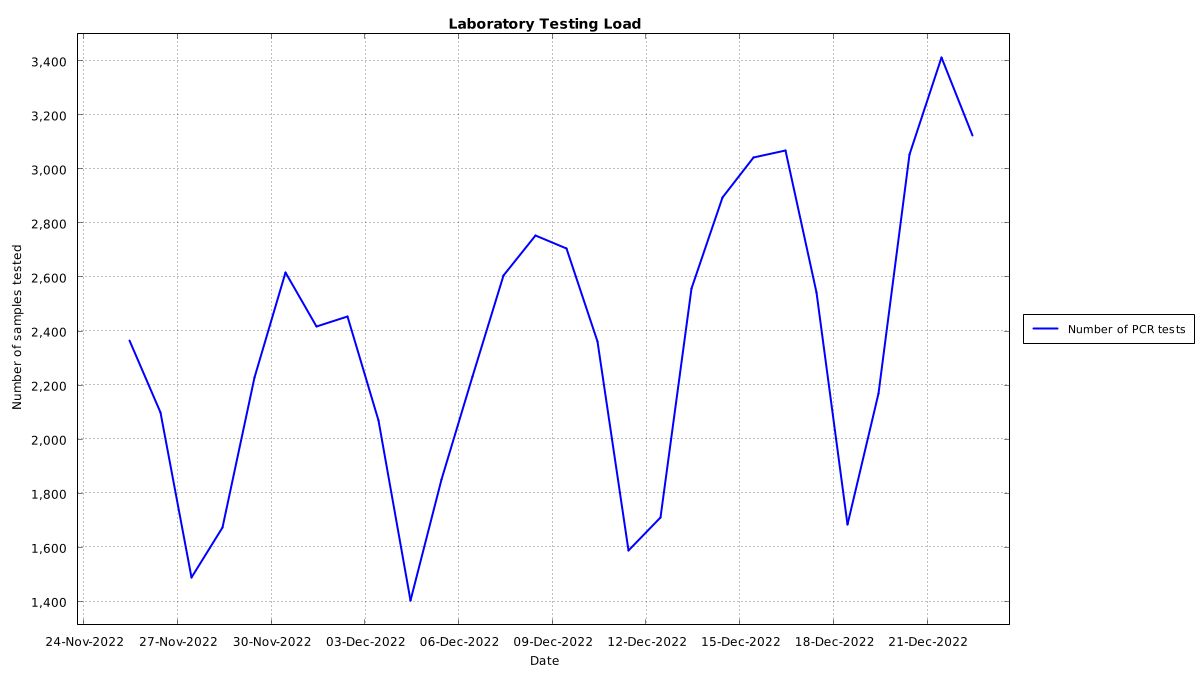 Laboratory Testing Load
3,400
3,200
3,000
2,800
2,600
2,400
2,200
2,000
1,800
1,600
1,400
Number of samples tested
24-Nov-2022 27-Nov-2022 30-Nov-2022 03-Dec-2022 06-Dec-2022 09-Dec-2022 12-Dec-2022 15-Dec-2022 18-Dec-2022 21-Dec-2022
Date
Number of PCR tests